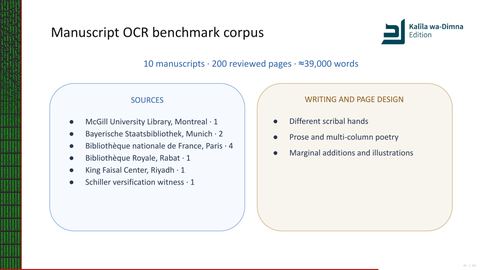 Manuscript OCR benchmark corpus
Kalīla wa-Dimna
Edition
10 manuscripts · 200 reviewed pages · ≈39,000 words
SOURCES
● McGill University Library, Montreal · 1
● Bayerische Staatsbibliothek, Munich · 2
● Bibliothèque nationale de France, Paris · 4
● Bibliothèque Royale, Rabat · 1
● King Faisal Center, Riyadh · 1
● Schiller versification witness · 1
WRITING AND PAGE DESIGN
● Different scribal hands
● Prose and multi-column poetry
● Marginal additions and illustrations